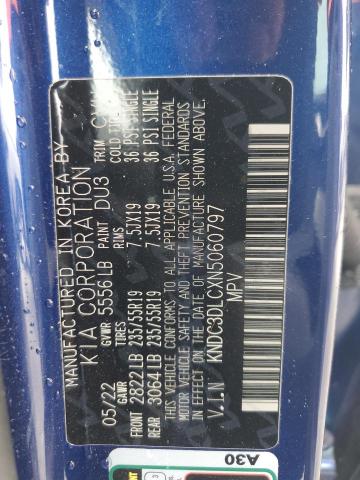 MANUFACTURED IN KOREA BY
KIA CORPORATION
05/22 GVWR 5556LB PAINT DU3 TRIM
GAWR TIRES RIMS COLD
FRONT 2822LB 235/55R19 7.5JX19 36 PSI SINGLE
REAR 3064LB 235/55R19 7.5JX19 36 PSI SINGLE
THIS VEHICLE CONFORMS TO ALL APPLICABLE U.S.A. FEDERAL
MOTOR VEHICLE SAFETY AND THEFT PREVENTION STANDARDS
IN EFFECT ON THE DATE OF MANUFACTURE SHOWN ABOVE.
V.I.N KNDC3DLCXN5060797
MPV
A30